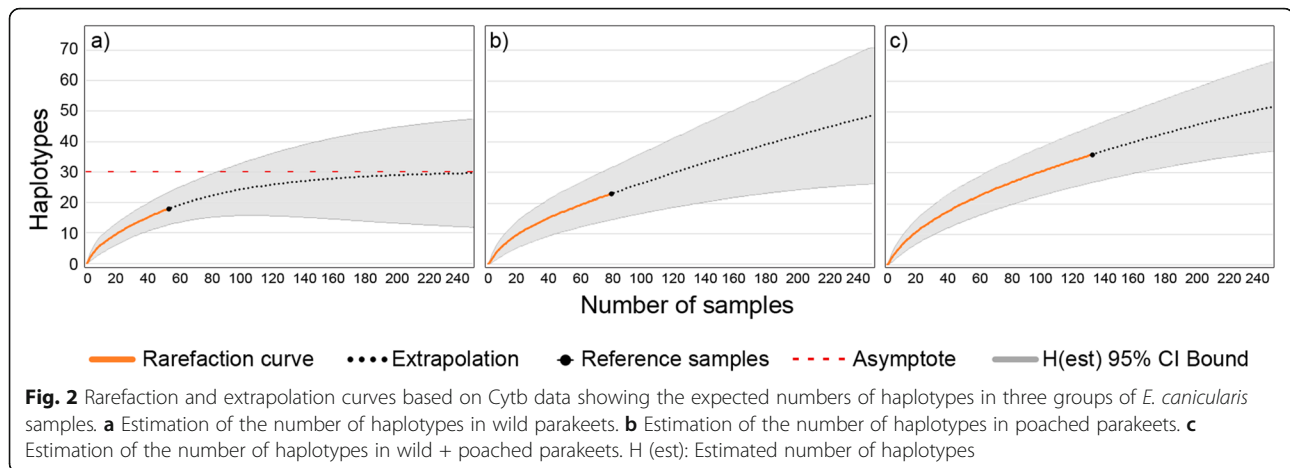 a)
b)
c)
Haplotypes
70
60
50
40
30
20
10
0
0 20 40 60 80 100 120 140 160 180 200 220 240
0 20 40 60 80 100 120 140 160 180 200 220 240
0 20 40 60 80 100 120 140 160 180 200 220 240
Number of samples
Rarefaction curve Extrapolation Reference samples Asymptote H(est) 95% CI Bound
Fig. 2 Rarefaction and extrapolation curves based on Cytb data showing the expected numbers of haplotypes in three groups of E. canicularis
samples. a Estimation of the number of haplotypes in wild parakeets. b Estimation of the number of haplotypes in poached parakeets. c
Estimation of the number of haplotypes in wild + poached parakeets. H (est): Estimated number of haplotypes